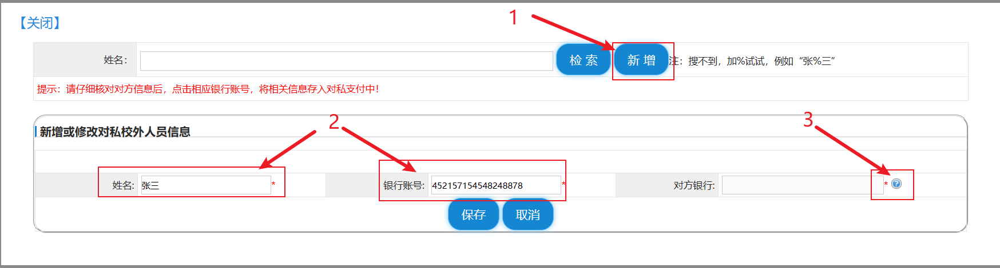 1
【关闭】
姓名： 检 索 新 增 注：搜不到，加%试试，例如“张%三”
提示：请仔细核对对方信息后，点击相应银行账号，将相关信息存入对私支付中！
2 3
新增或修改对私校外人员信息
姓名: 张三 * 银行账号: 452157154548248878 * 对方银行: * ?
保存 取消